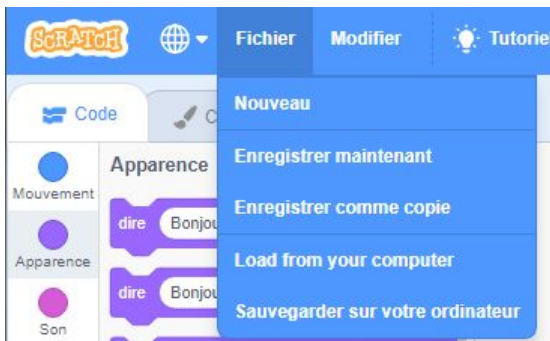 SCRATCH Fichier Modifier Tutorie
Code C
Nouveau
Apparence
Enregistrer maintenant
Mouvement
dire Bonjou
Enregistrer comme copie
Apparence
Load from your computer
dire Bonjou
Sauvegarder sur votre ordinateur
Son